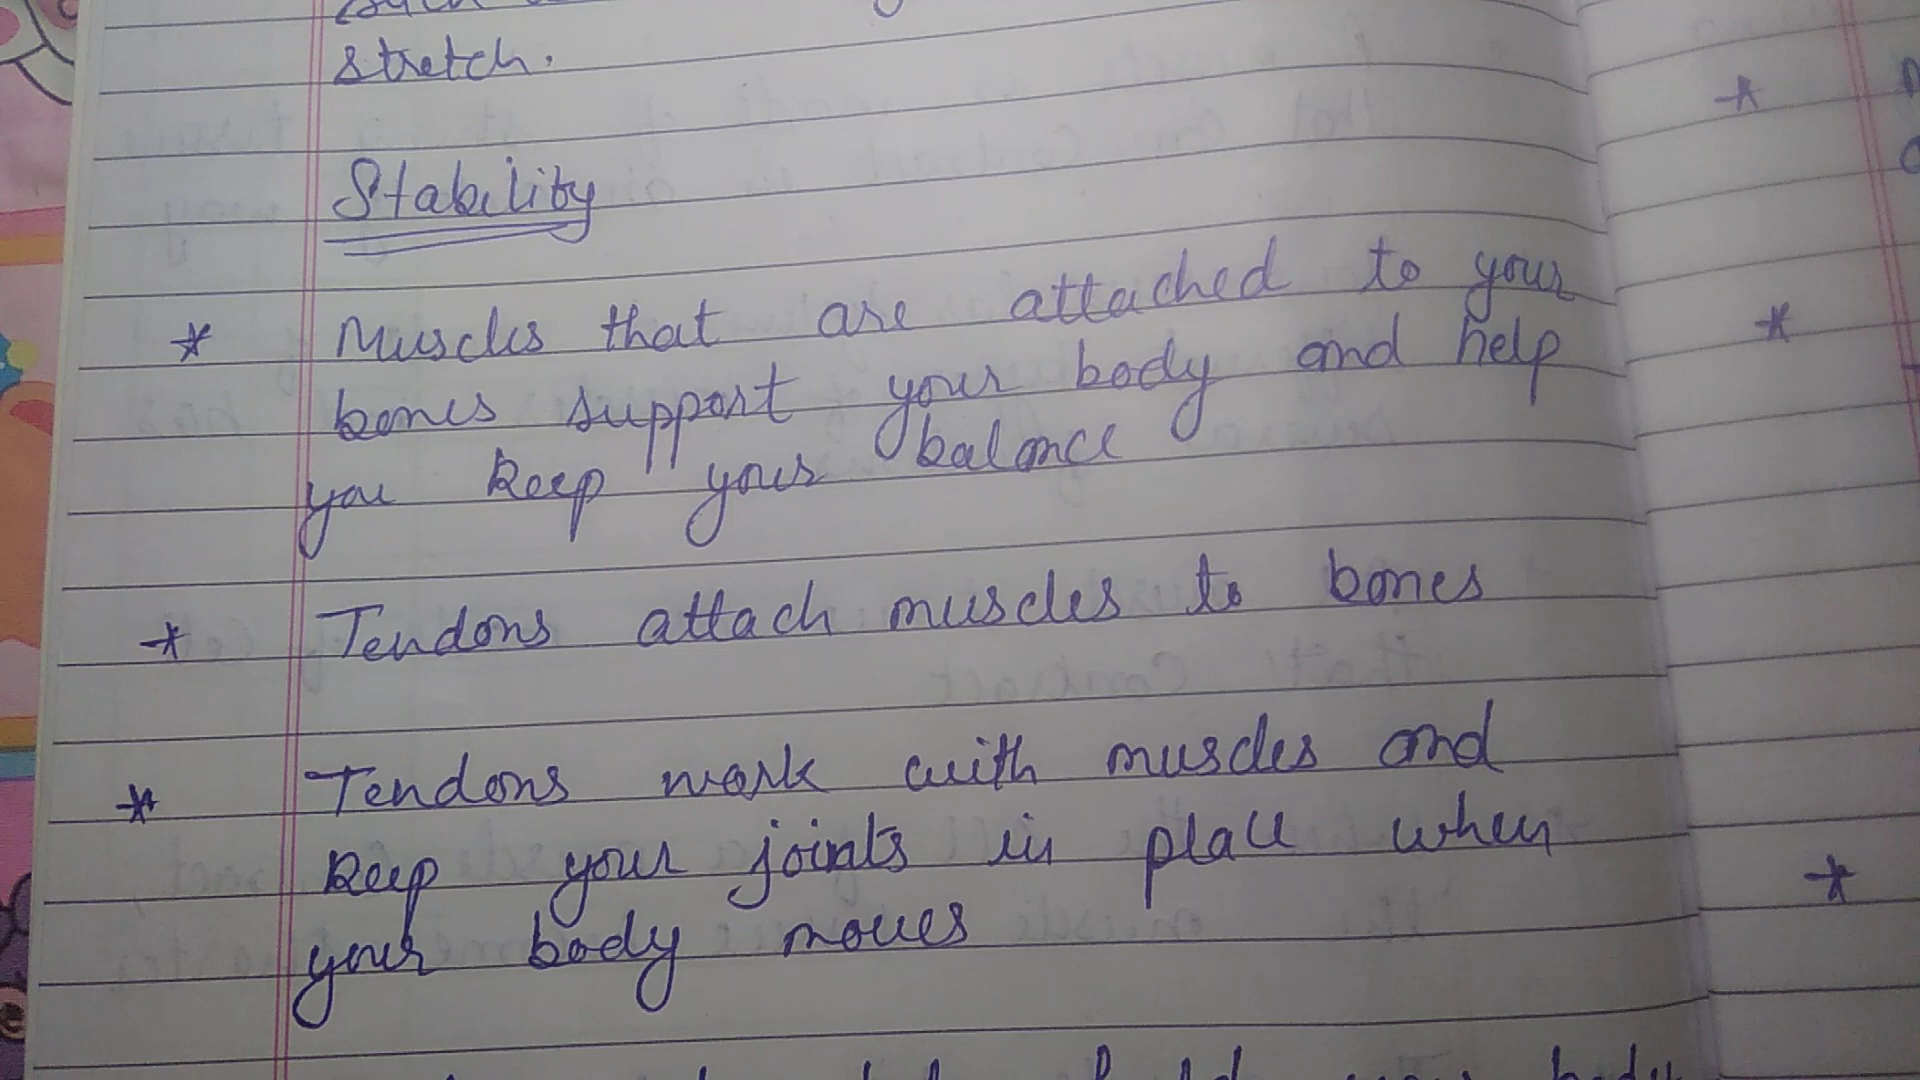 stretch.
Stability
* Muscles that are attached to your
bones support your body and help
you keep your balance
* Tendons attach muscles to bones
* Tendons work with muscles and
keep your joints in place when
your body moves
body